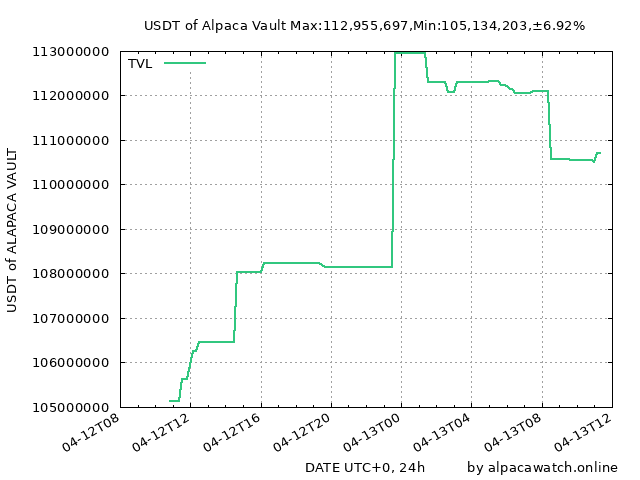 USDT of Alpaca Vault Max:112,955,697,Min:105,134,203,±6.92%
TVL
113000000
112000000
111000000
110000000
109000000
108000000
107000000
106000000
105000000
USDT of ALAPACA VAULT
04-12T08
04-12T12
04-12T16
04-12T20
04-13T00
04-13T04
04-13T08
04-13T12
DATE UTC+0, 24h
by alpacawatch.online